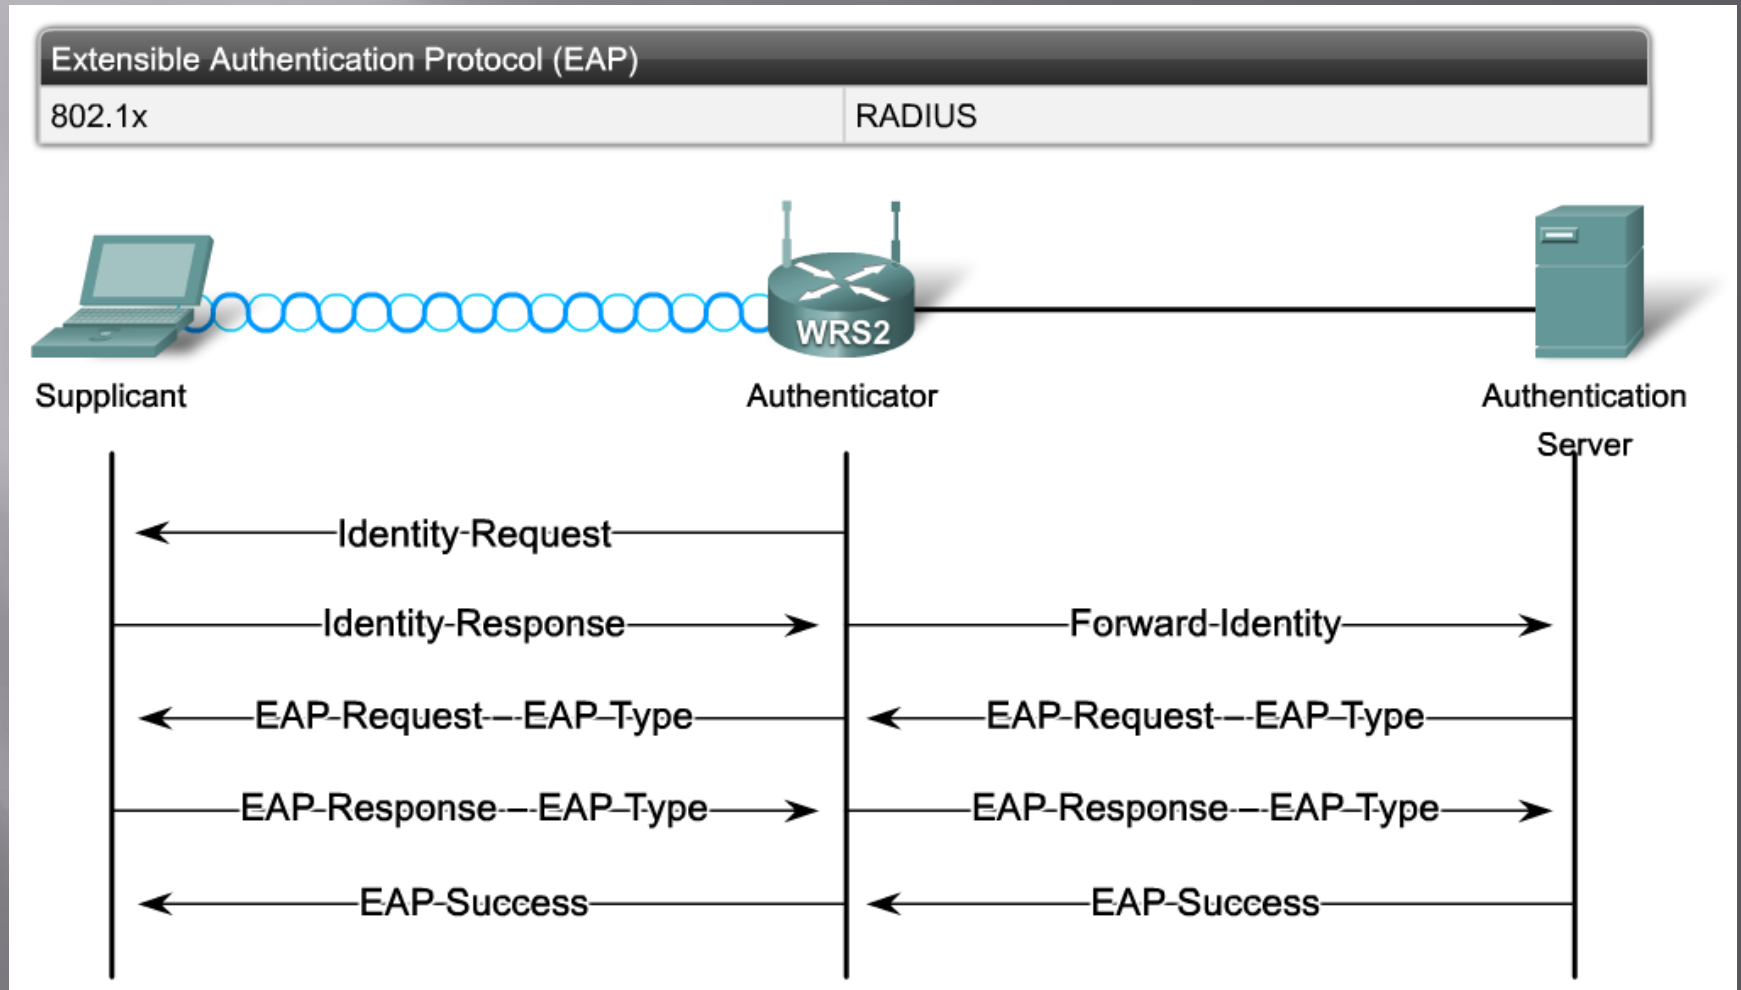 Extensible Authentication Protocol (EAP)
802.1x RADIUS
WRS2
Supplicant Authenticator Authentication
Server
Identity Request
Identity Response Forward Identity
EAP Request – EAP Type EAP Request – EAP Type
EAP Response – EAP Type EAP Response – EAP Type
EAP Success EAP Success